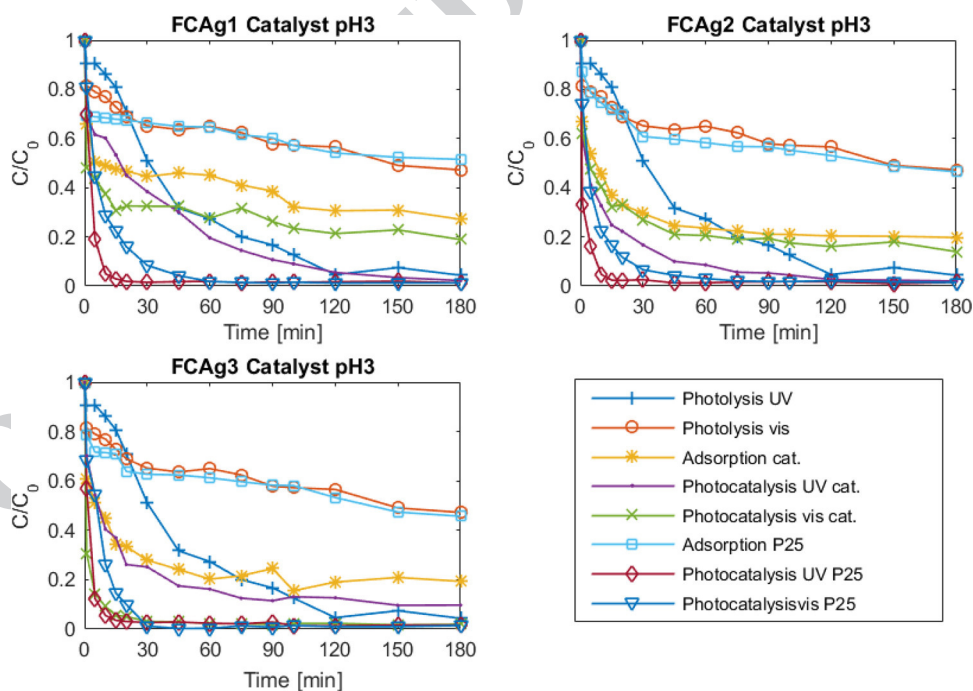 FCAg1 Catalyst pH3
1
0.8
0.6
0.4
0.2
0
C/C0
0 30 60 90 120 150 180
Time [min]
FCAg2 Catalyst pH3
1
0.8
0.6
0.4
0.2
0
C/C0
0 30 60 90 120 150 180
Time [min]
FCAg3 Catalyst pH3
1
0.8
0.6
0.4
0.2
0
C/C0
0 30 60 90 120 150 180
Time [min]
Photolysis UV
Photolysis vis
Adsorption cat.
Photocatalysis UV cat.
Photocatalysis vis cat.
Adsorption P25
Photocatalysis UV P25
Photocatalysisvis P25